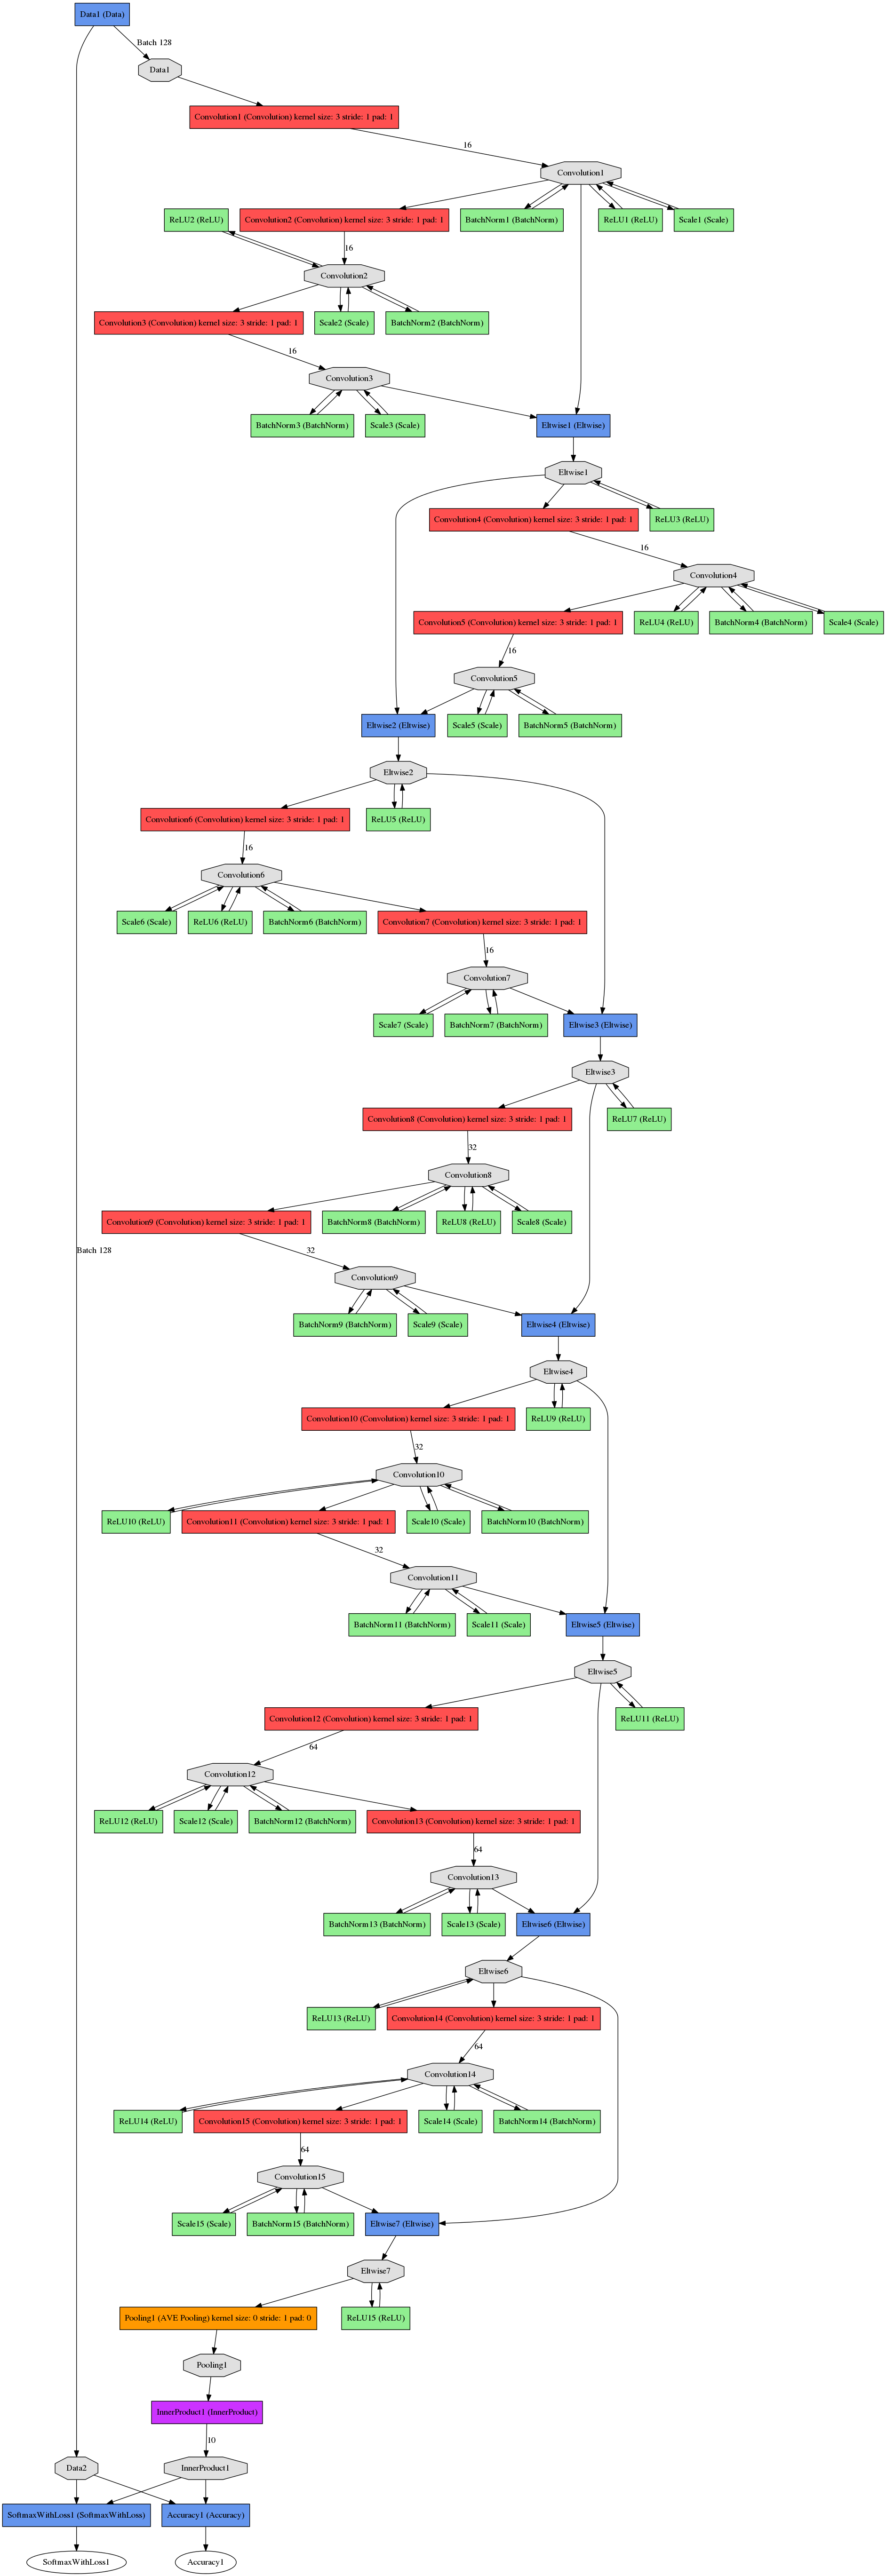 Data1 (Data)
Batch 128
Data1
Convolution1 (Convolution) kernel size: 3 stride: 1 pad: 1
16
Convolution1
ReLU2 (ReLU)
Convolution2 (Convolution) kernel size: 3 stride: 1 pad: 1
BatchNorm1 (BatchNorm)
ReLU1 (ReLU)
Scale1 (Scale)
16
Convolution2
Convolution3 (Convolution) kernel size: 3 stride: 1 pad: 1
Scale2 (Scale)
BatchNorm2 (BatchNorm)
16
Convolution3
BatchNorm3 (BatchNorm)
Scale3 (Scale)
Eltwise1 (Eltwise)
Eltwise1
Convolution4 (Convolution) kernel size: 3 stride: 1 pad: 1
ReLU3 (ReLU)
16
Convolution4
Convolution5 (Convolution) kernel size: 3 stride: 1 pad: 1
ReLU4 (ReLU)
BatchNorm4 (BatchNorm)
Scale4 (Scale)
16
Convolution5
Eltwise2 (Eltwise)
Scale5 (Scale)
BatchNorm5 (BatchNorm)
Eltwise2
Convolution6 (Convolution) kernel size: 3 stride: 1 pad: 1
ReLU5 (ReLU)
16
Convolution6
Scale6 (Scale)
ReLU6 (ReLU)
BatchNorm6 (BatchNorm)
Convolution7 (Convolution) kernel size: 3 stride: 1 pad: 1
16
Convolution7
Scale7 (Scale)
BatchNorm7 (BatchNorm)
Eltwise3 (Eltwise)
Eltwise3
Convolution8 (Convolution) kernel size: 3 stride: 1 pad: 1
ReLU7 (ReLU)
32
Convolution8
Convolution9 (Convolution) kernel size: 3 stride: 1 pad: 1
BatchNorm8 (BatchNorm)
ReLU8 (ReLU)
Scale8 (Scale)
Batch 128
32
Convolution9
BatchNorm9 (BatchNorm)
Scale9 (Scale)
Eltwise4 (Eltwise)
Eltwise4
Convolution10 (Convolution) kernel size: 3 stride: 1 pad: 1
ReLU9 (ReLU)
32
Convolution10
ReLU10 (ReLU)
Convolution11 (Convolution) kernel size: 3 stride: 1 pad: 1
Scale10 (Scale)
BatchNorm10 (BatchNorm)
32
Convolution11
BatchNorm11 (BatchNorm)
Scale11 (Scale)
Eltwise5 (Eltwise)
Eltwise5
Convolution12 (Convolution) kernel size: 3 stride: 1 pad: 1
ReLU11 (ReLU)
64
Convolution12
ReLU12 (ReLU)
Scale12 (Scale)
BatchNorm12 (BatchNorm)
Convolution13 (Convolution) kernel size: 3 stride: 1 pad: 1
64
Convolution13
BatchNorm13 (BatchNorm)
Scale13 (Scale)
Eltwise6 (Eltwise)
Eltwise6
ReLU13 (ReLU)
Convolution14 (Convolution) kernel size: 3 stride: 1 pad: 1
64
Convolution14
ReLU14 (ReLU)
Convolution15 (Convolution) kernel size: 3 stride: 1 pad: 1
Scale14 (Scale)
BatchNorm14 (BatchNorm)
64
Convolution15
Scale15 (Scale)
BatchNorm15 (BatchNorm)
Eltwise7 (Eltwise)
Eltwise7
Pooling1 (AVE Pooling) kernel size: 0 stride: 1 pad: 0
ReLU15 (ReLU)
Pooling1
InnerProduct1 (InnerProduct)
10
Data2
InnerProduct1
SoftmaxWithLoss1 (SoftmaxWithLoss)
Accuracy1 (Accuracy)
SoftmaxWithLoss1
Accuracy1